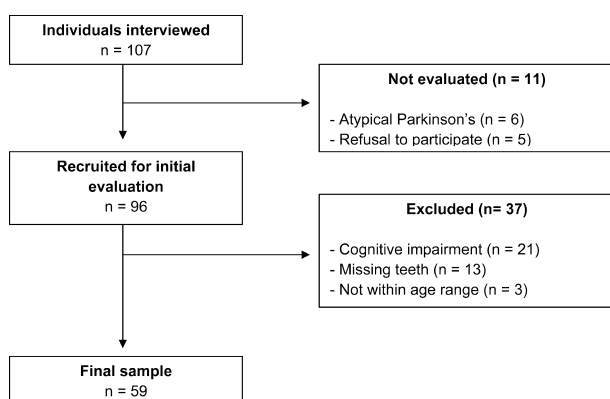 Individuals interviewed
n = 107
Not evaluated (n = 11)
- Atypical Parkinson's (n = 6)
- Refusal to participate (n = 5)
Recruited for initial
evaluation
n = 96
Excluded (n= 37)
- Cognitive impairment (n = 21)
- Missing teeth (n = 13)
- Not within age range (n = 3)
Final sample
n = 59